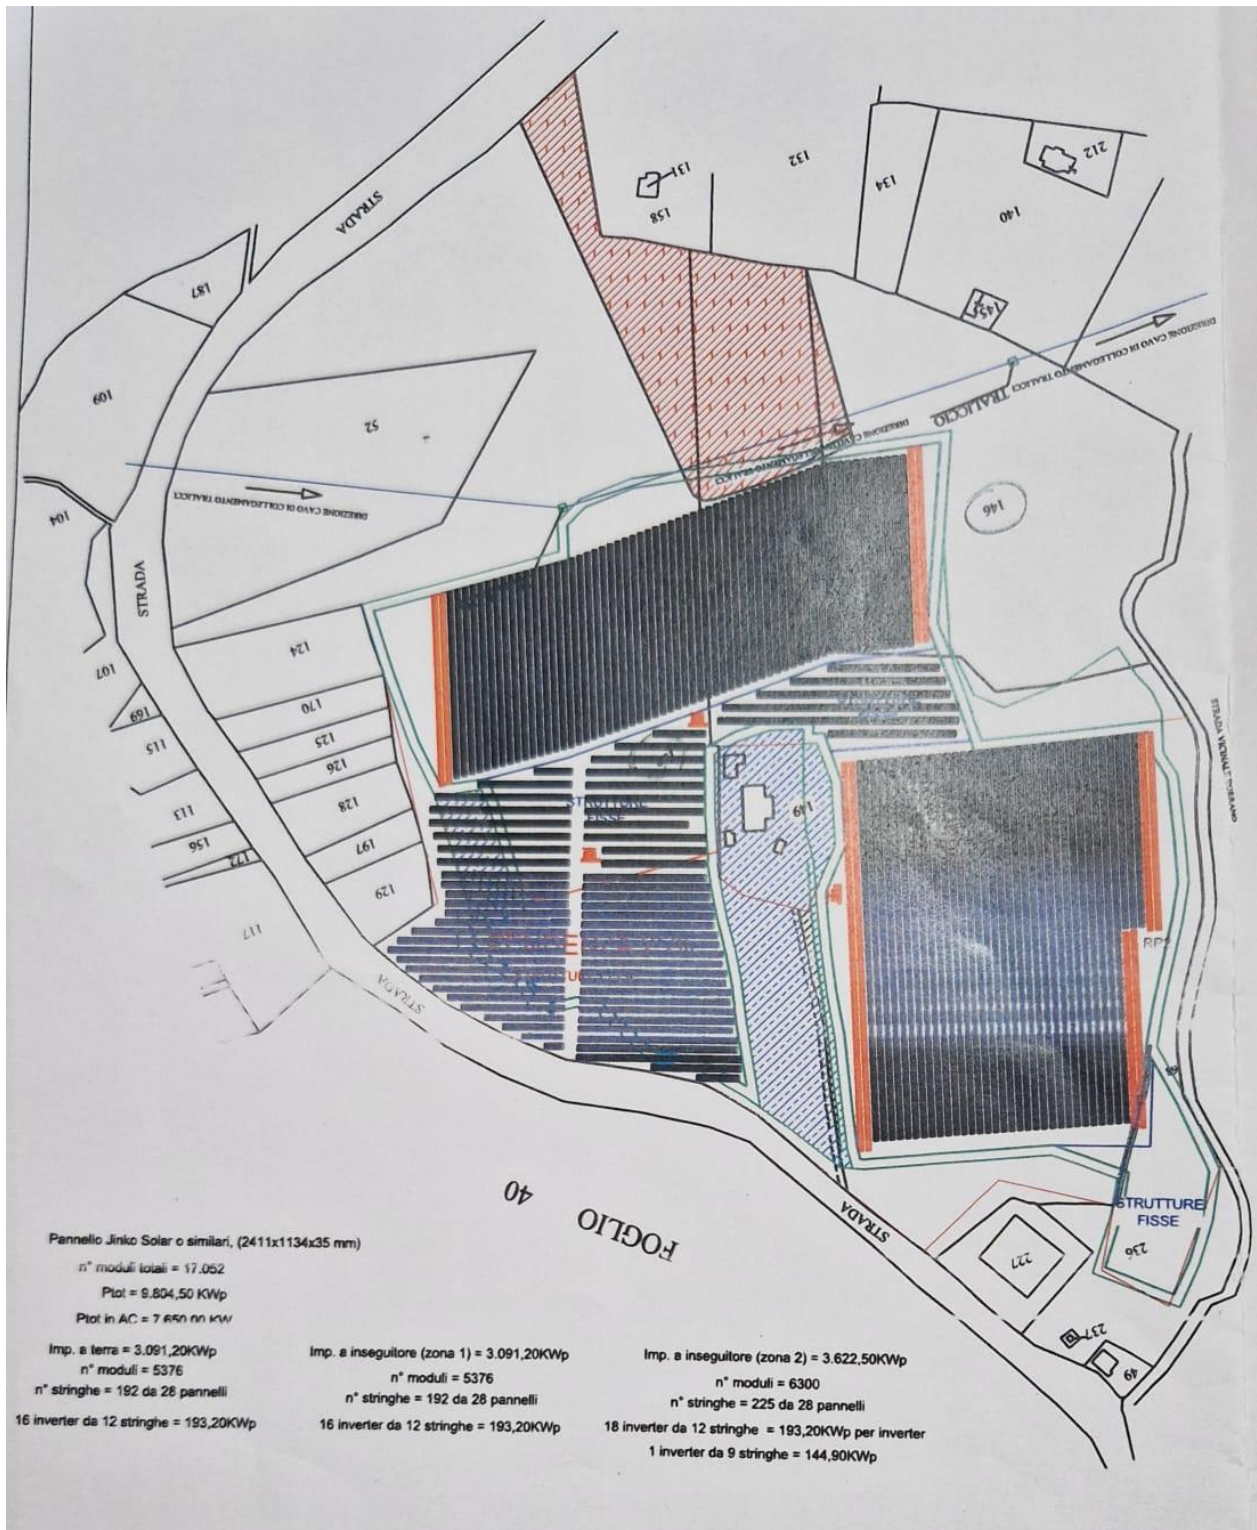 STRADA
131
158
132
134
212
140
187
109
52
DIREZIONE CAVO DI COLLEGAMENTO TRALICCI
TRALICCIO
DIREZIONE CAVO DI COLLEGAMENTO TRALICCI
146
104
STRADA
107
124
170
169
125
115
126
128
113
197
156
172
129
117
STRADA
STRUTTURE
FISSE
149
RP2
STRADA
STRUTTURE
FISSE
236
227
237
49
FOGLIO 40
Pannello Jinko Solar o similari, (2411x1134x35 mm)
n° moduli totali = 17.052
Ptot = 9.804,50 KWp
Ptot in AC = 7.650,00 KW
Imp. a terra = 3.091,20KWp
n° moduli = 5376
n° stringhe = 192 da 28 pannelli
16 inverter da 12 stringhe = 193,20KWp
Imp. a inseguitore (zona 1) = 3.091,20KWp
n° moduli = 5376
n° stringhe = 192 da 28 pannelli
16 inverter da 12 stringhe = 193,20KWp
Imp. a inseguitore (zona 2) = 3.622,50KWp
n° moduli = 6300
n° stringhe = 225 da 28 pannelli
18 inverter da 12 stringhe = 193,20KWp per inverter
1 inverter da 9 stringhe = 144,90KWp